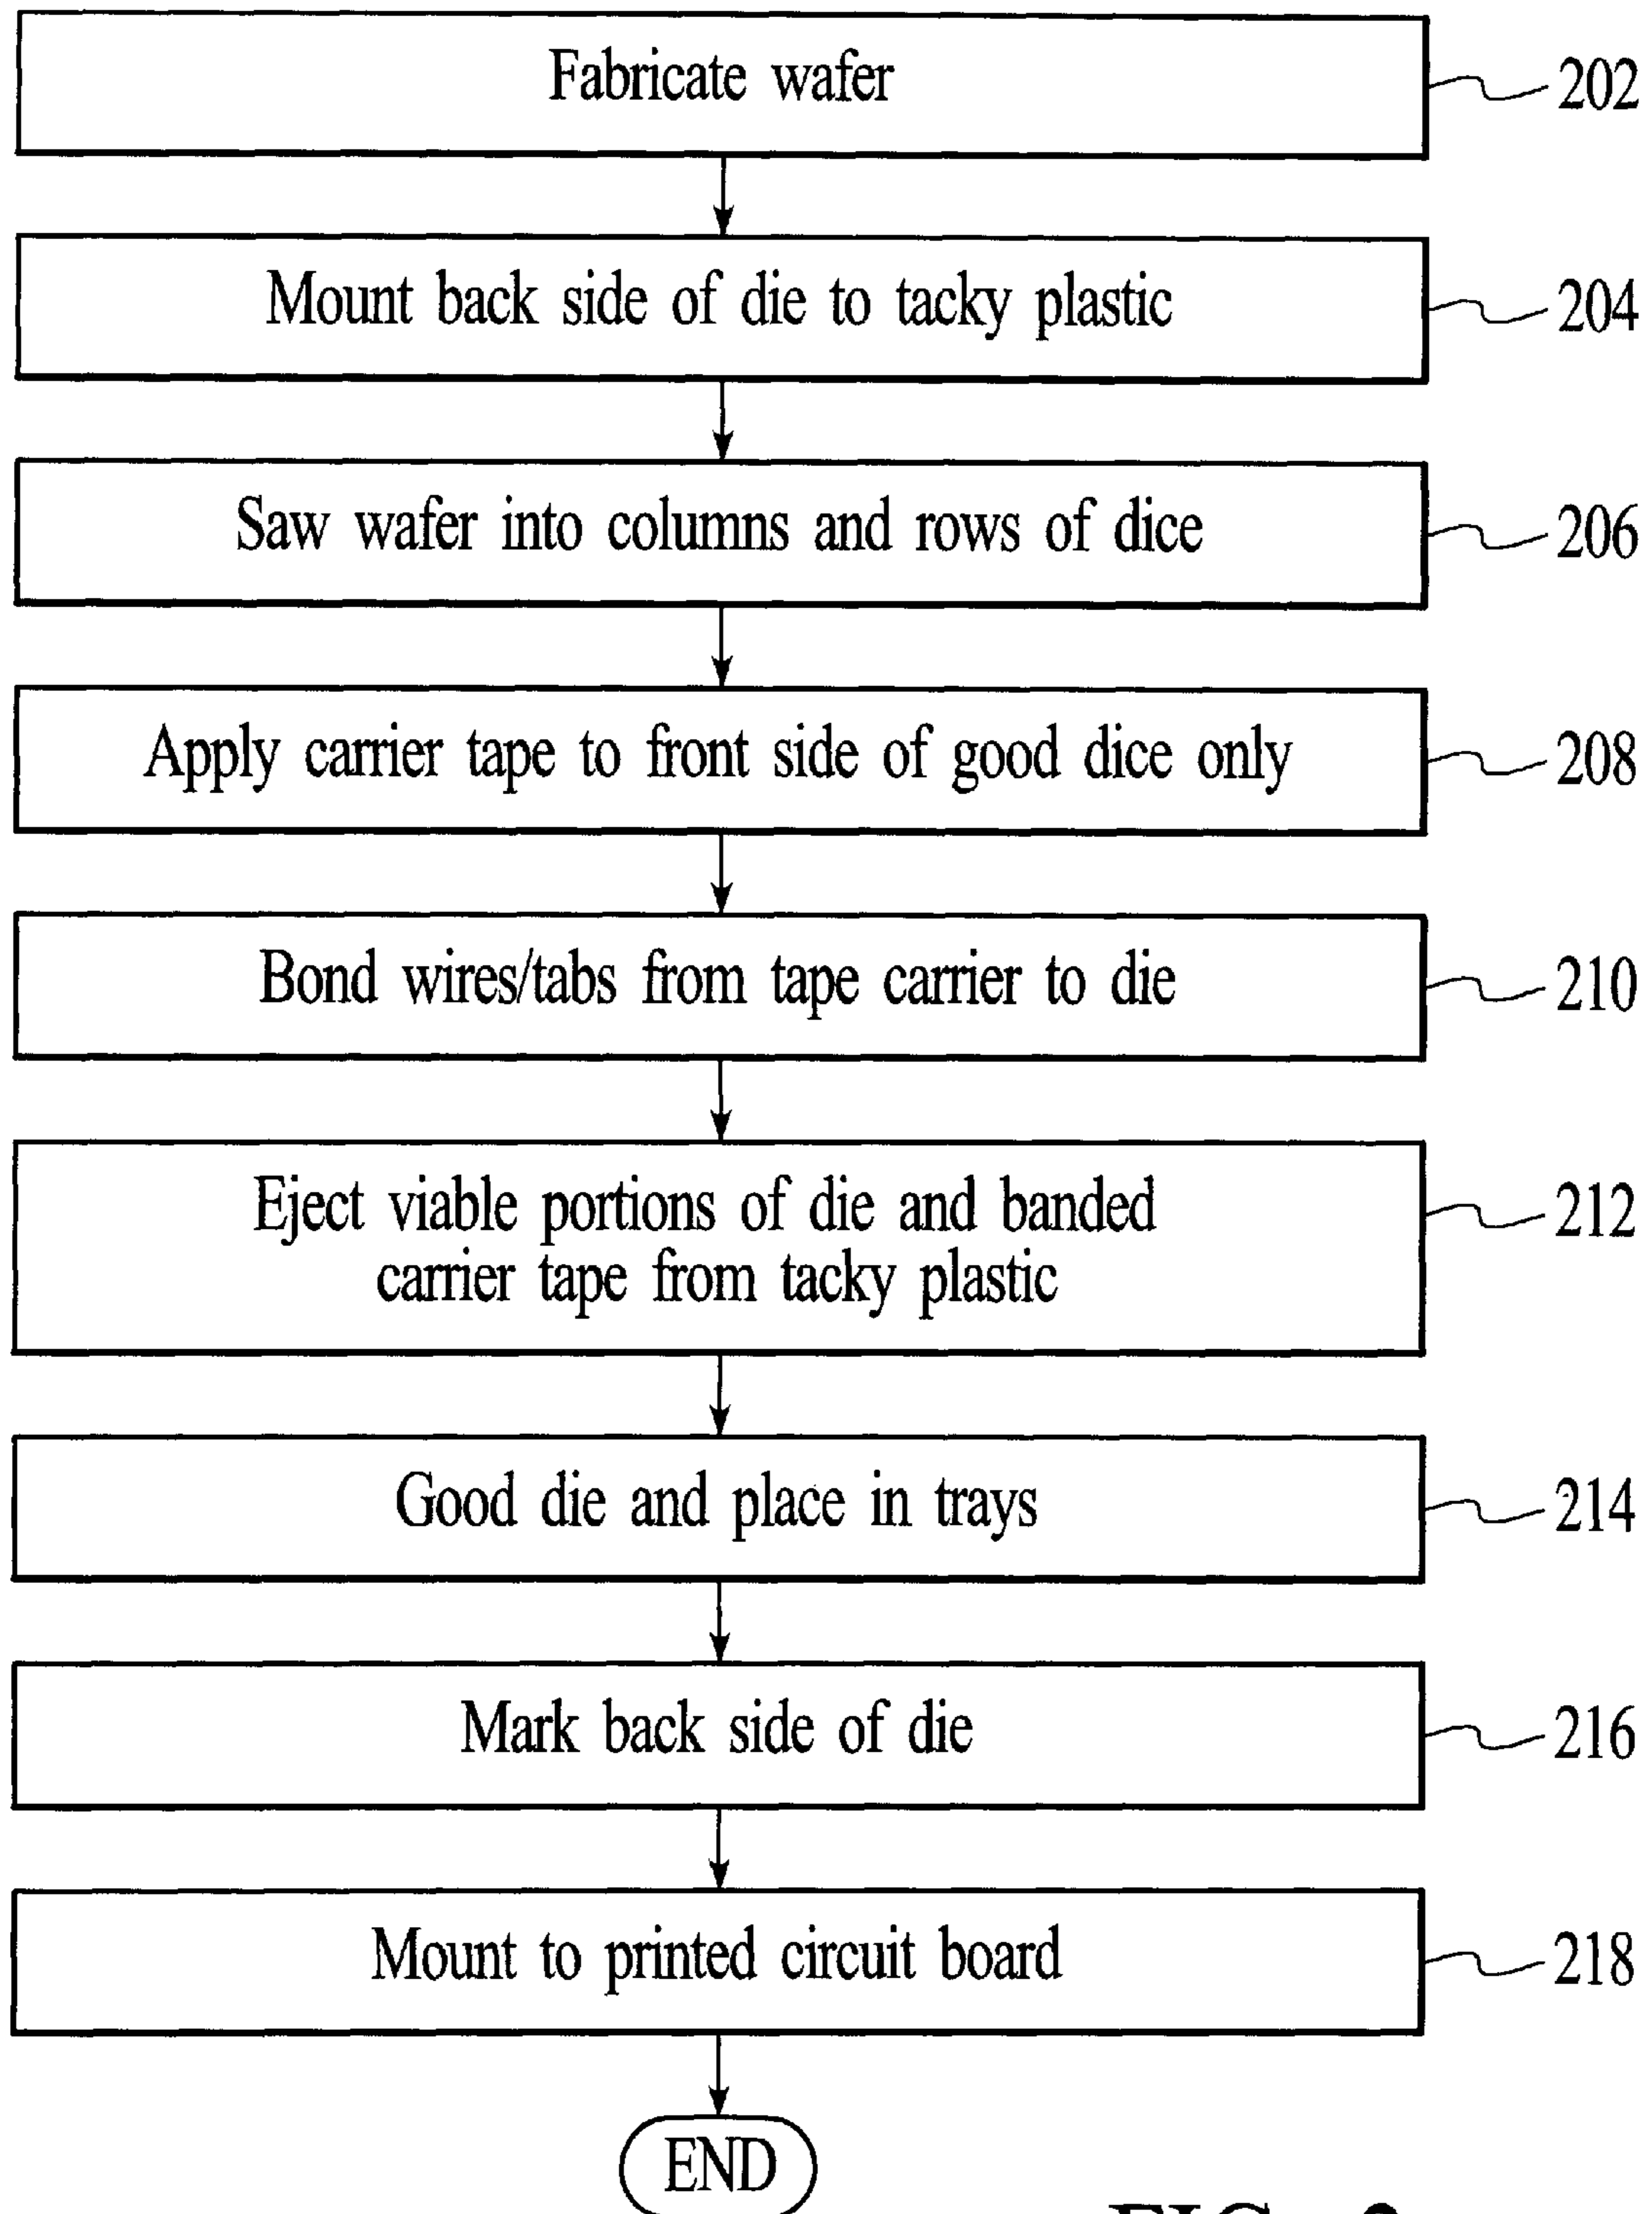 Fabricate wafer
202
Mount back side of die to tacky plastic
204
Saw wafer into columns and rows of dice
206
Apply carrier tape to front side of good dice only
208
Bond wires/tabs from tape carrier to die
210
Eject viable portions of die and banded
carrier tape from tacky plastic
212
Good die and place in trays
214
Mark back side of die
216
Mount to printed circuit board
218
END